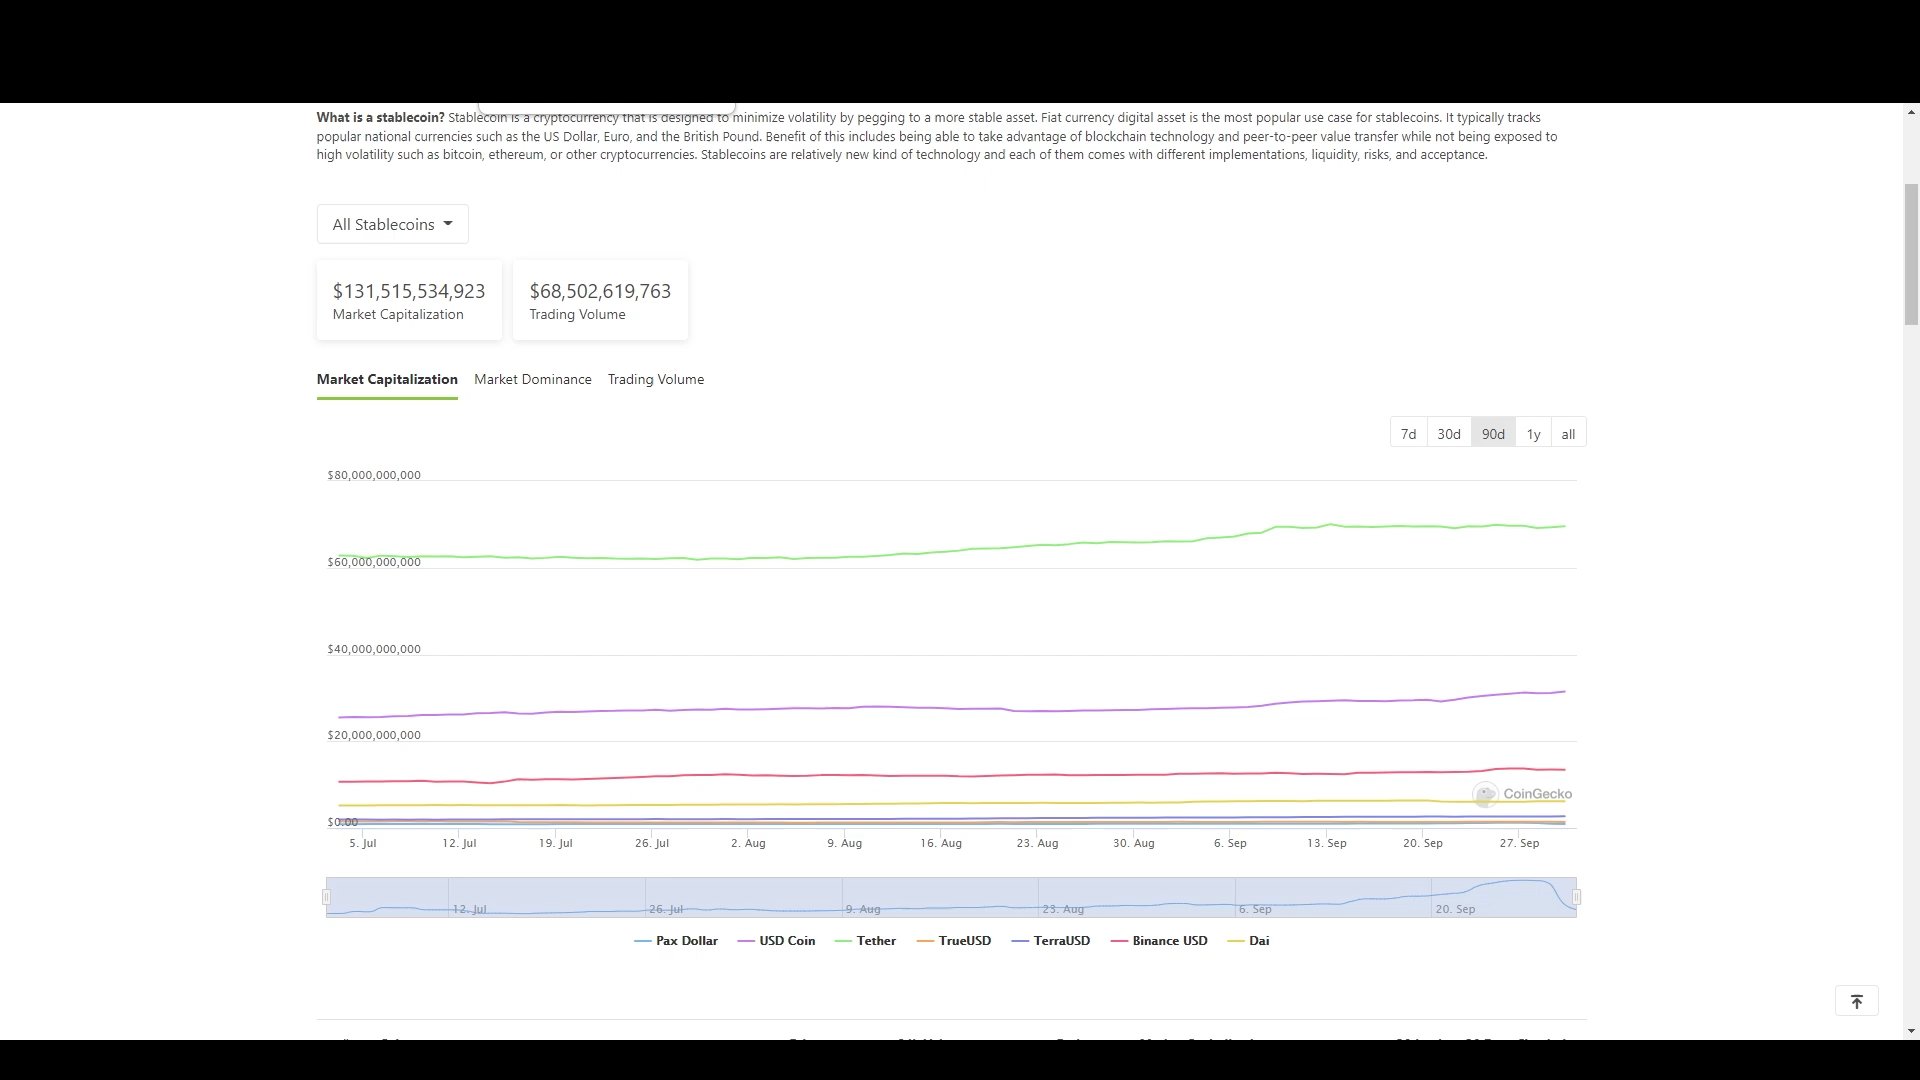 What is a stablecoin? Stablecoin is a cryptocurrency that is designed to minimize volatility by pegging to a more stable asset. Fiat currency digital asset is the most popular use case for stablecoins. It typically tracks
popular national currencies such as the US Dollar, Euro, and the British Pound. Benefit of this includes being able to take advantage of blockchain technology and peer-to-peer value transfer while not being exposed to
high volatility such as bitcoin, ethereum, or other cryptocurrencies. Stablecoins are relatively new kind of technology and each of them comes with different implementations, liquidity, risks, and acceptance.
All Stablecoins
$131,515,534,923 $68,502,619,763
Market Capitalization Trading Volume
Market Capitalization Market Dominance Trading Volume
7d 30d 90d 1y all
$80,000,000,000
$60,000,000,000
$40,000,000,000
$20,000,000,000
CoinGecko
$0.00
5. Jul 12. Jul 19. Jul 26. Jul 2. Aug 9. Aug 16. Aug 23. Aug 30. Aug 6. Sep 13. Sep 20. Sep 27. Sep
12. Jul 26. Jul 9. Aug 23. Aug 6. Sep 20. Sep
Pax Dollar USD Coin Tether TrueUSD TerraUSD Binance USD Dai